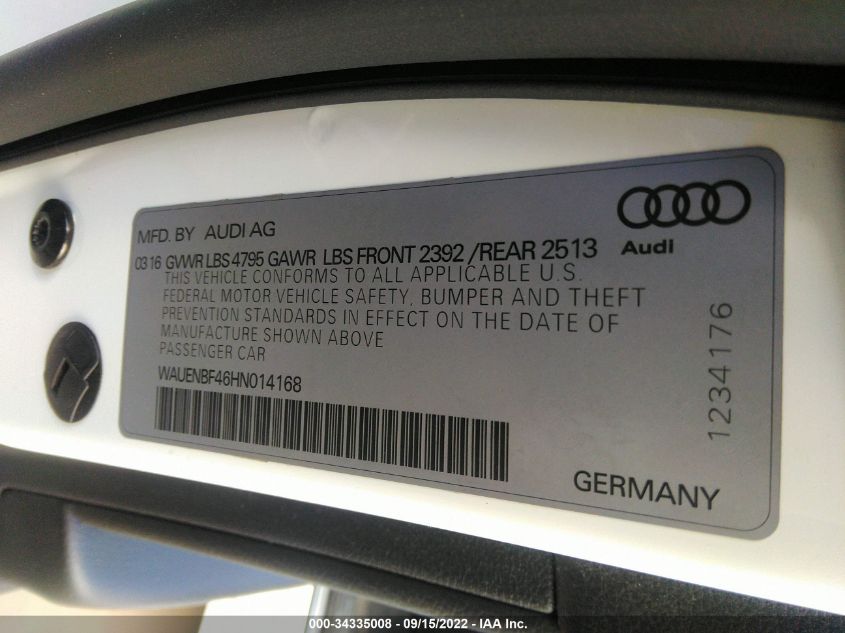 MFD. BY AUDI AG
03 16 GVWR LBS 4795 GAWR LBS FRONT 2392 /REAR 2513
Audi
THIS VEHICLE CONFORMS TO ALL APPLICABLE U.S.
FEDERAL MOTOR VEHICLE SAFETY, BUMPER AND THEFT
PREVENTION STANDARDS IN EFFECT ON THE DATE OF
MANUFACTURE SHOWN ABOVE
PASSENGER CAR
WAUENBF46HN014168
1234176
GERMANY
000-34335008 - 09/15/2022 - IAA Inc.